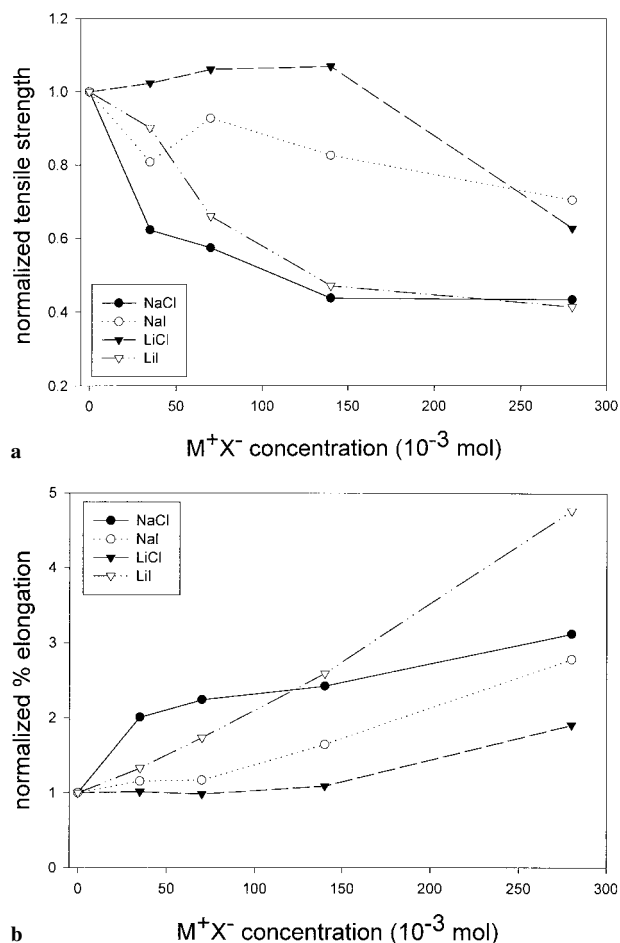 1.2
1.0
0.8
0.6
0.4
0.2
normalized tensile strength
NaCl
NaI
LiCl
LiI
0 50 100 150 200 250 300
M⁺X⁻ concentration (10⁻³ mol)
a
5
4
3
2
1
0
normalized % elongation
NaCl
NaI
LiCl
LiI
0 50 100 150 200 250 300
M⁺X⁻ concentration (10⁻³ mol)
b